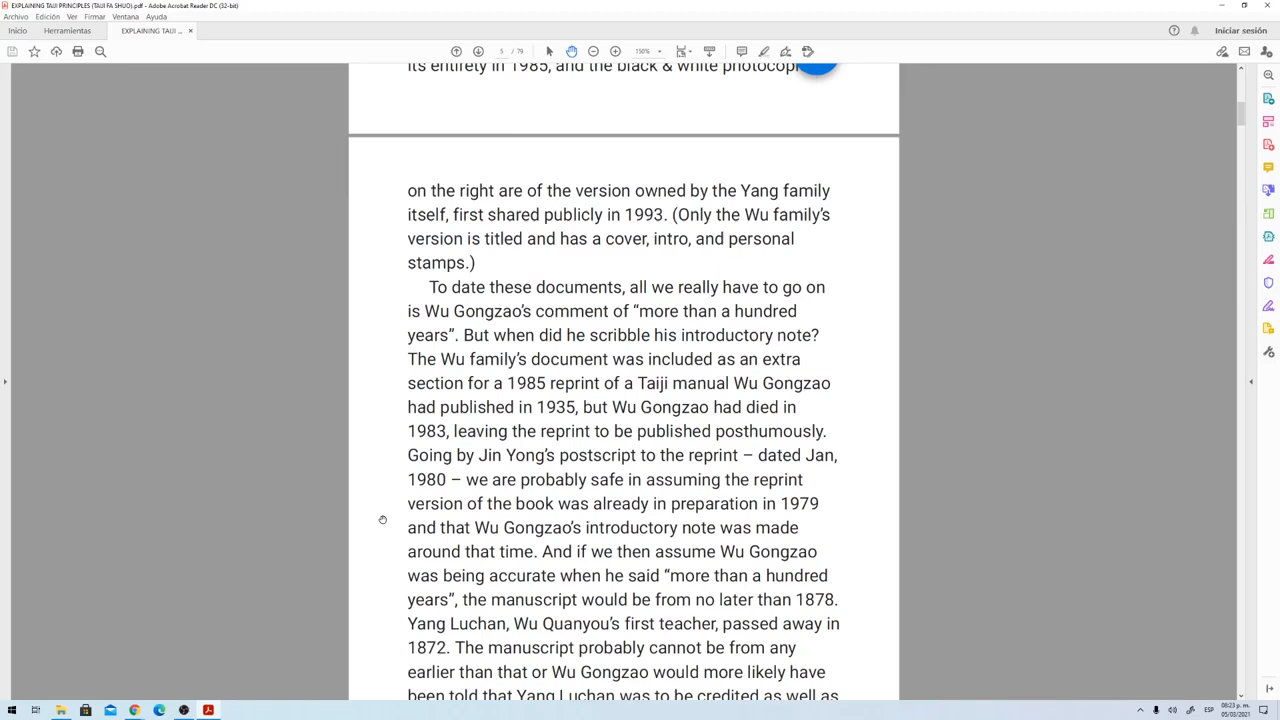 EXPLAINING TAIJI PRINCIPLES (TAIJI FA SHUO).pdf - Adobe Acrobat Reader DC (32-bit)
Archivo Edición Ver Firmar Ventana Ayuda
Inicio Herramientas EXPLAINING TAIJI ... × Iniciar sesión
5 / 79 150%
its entirety in 1985, and the black & white photocopi
on the right are of the version owned by the Yang family
itself, first shared publicly in 1993. (Only the Wu family’s
version is titled and has a cover, intro, and personal
stamps.)
To date these documents, all we really have to go on
is Wu Gongzao’s comment of “more than a hundred
years”. But when did he scribble his introductory note?
The Wu family’s document was included as an extra
section for a 1985 reprint of a Taiji manual Wu Gongzao
had published in 1935, but Wu Gongzao had died in
1983, leaving the reprint to be published posthumously.
Going by Jin Yong’s postscript to the reprint – dated Jan,
1980 – we are probably safe in assuming the reprint
version of the book was already in preparation in 1979
and that Wu Gongzao’s introductory note was made
around that time. And if we then assume Wu Gongzao
was being accurate when he said “more than a hundred
years”, the manuscript would be from no later than 1878.
Yang Luchan, Wu Quanyou’s first teacher, passed away in
1872. The manuscript probably cannot be from any
earlier than that or Wu Gongzao would more likely have
been told that Yang Luchan was to be credited as well as
ESP
08:23 p. m.
05/03/2021